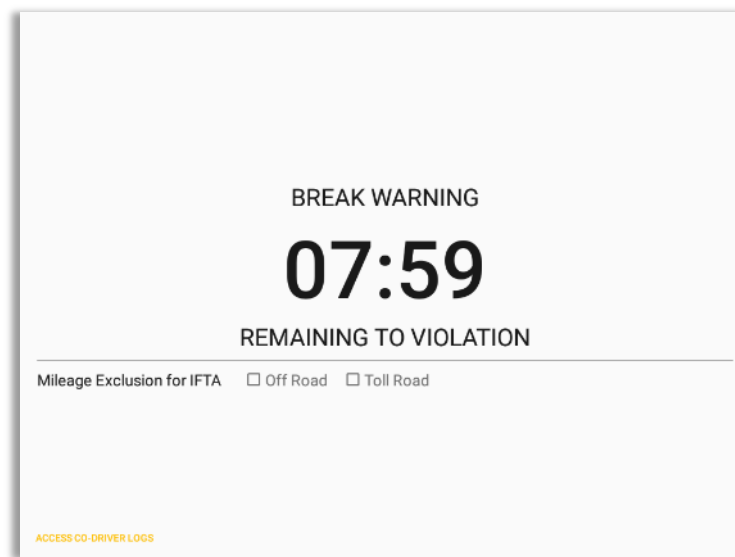 BREAK WARNING
07:59
REMAINING TO VIOLATION
Mileage Exclusion for IFTA Off Road Toll Road
ACCESS CO-DRIVER LOGS